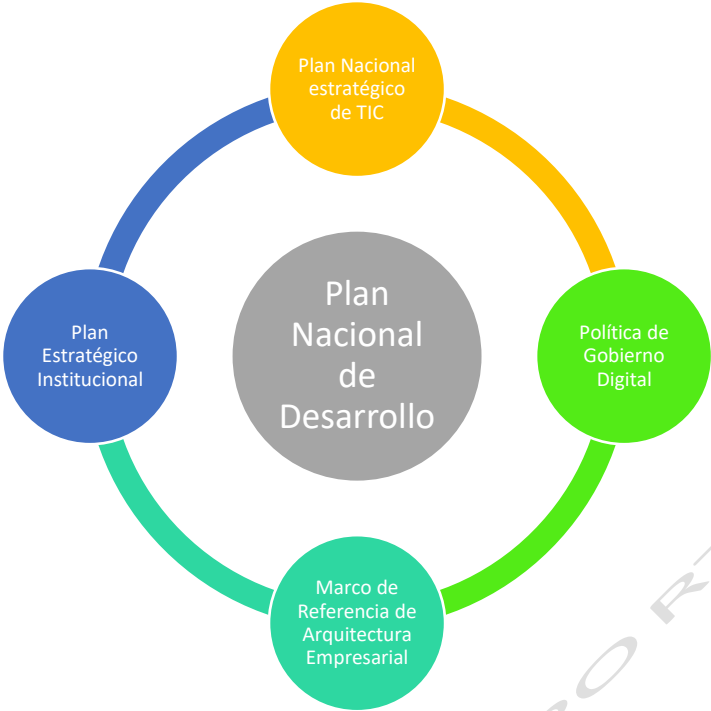 Plan Nacional
estratégico
de TIC
Plan
Nacional
de
Desarrollo
Plan
Estratégico
Institucional
Política de
Gobierno
Digital
Marco de
Referencia de
Arquitectura
Empresarial